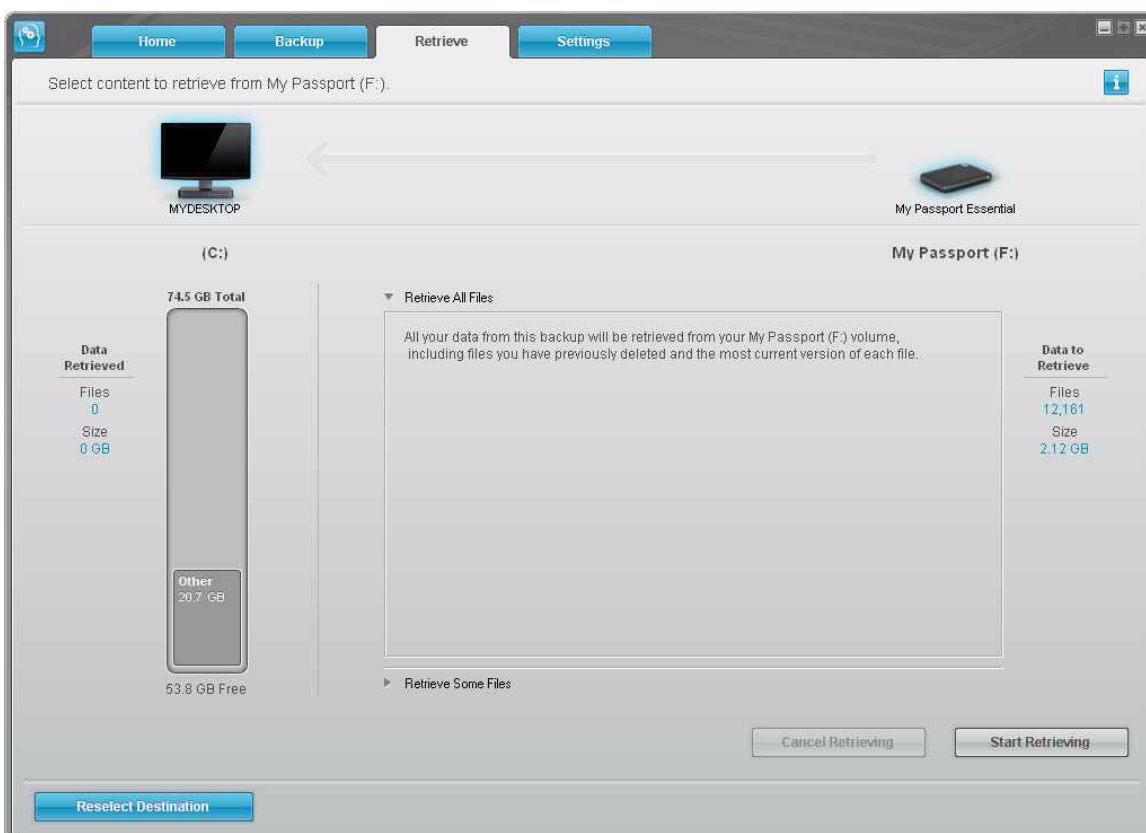 Home
Backup
Retrieve
Settings
Select content to retrieve from My Passport (F:).
MYDESKTOP
My Passport Essential
(C:)
My Passport (F:)
74.5 GB Total
Data
Retrieved
Files
0
Size
0 GB
Other
20.7 GB
53.8 GB Free
Retrieve All Files
All your data from this backup will be retrieved from your My Passport (F:) volume,
including files you have previously deleted and the most current version of each file.
Data to
Retrieve
Files
12,161
Size
2.12 GB
Retrieve Some Files
Cancel Retrieving
Start Retrieving
Reselect Destination